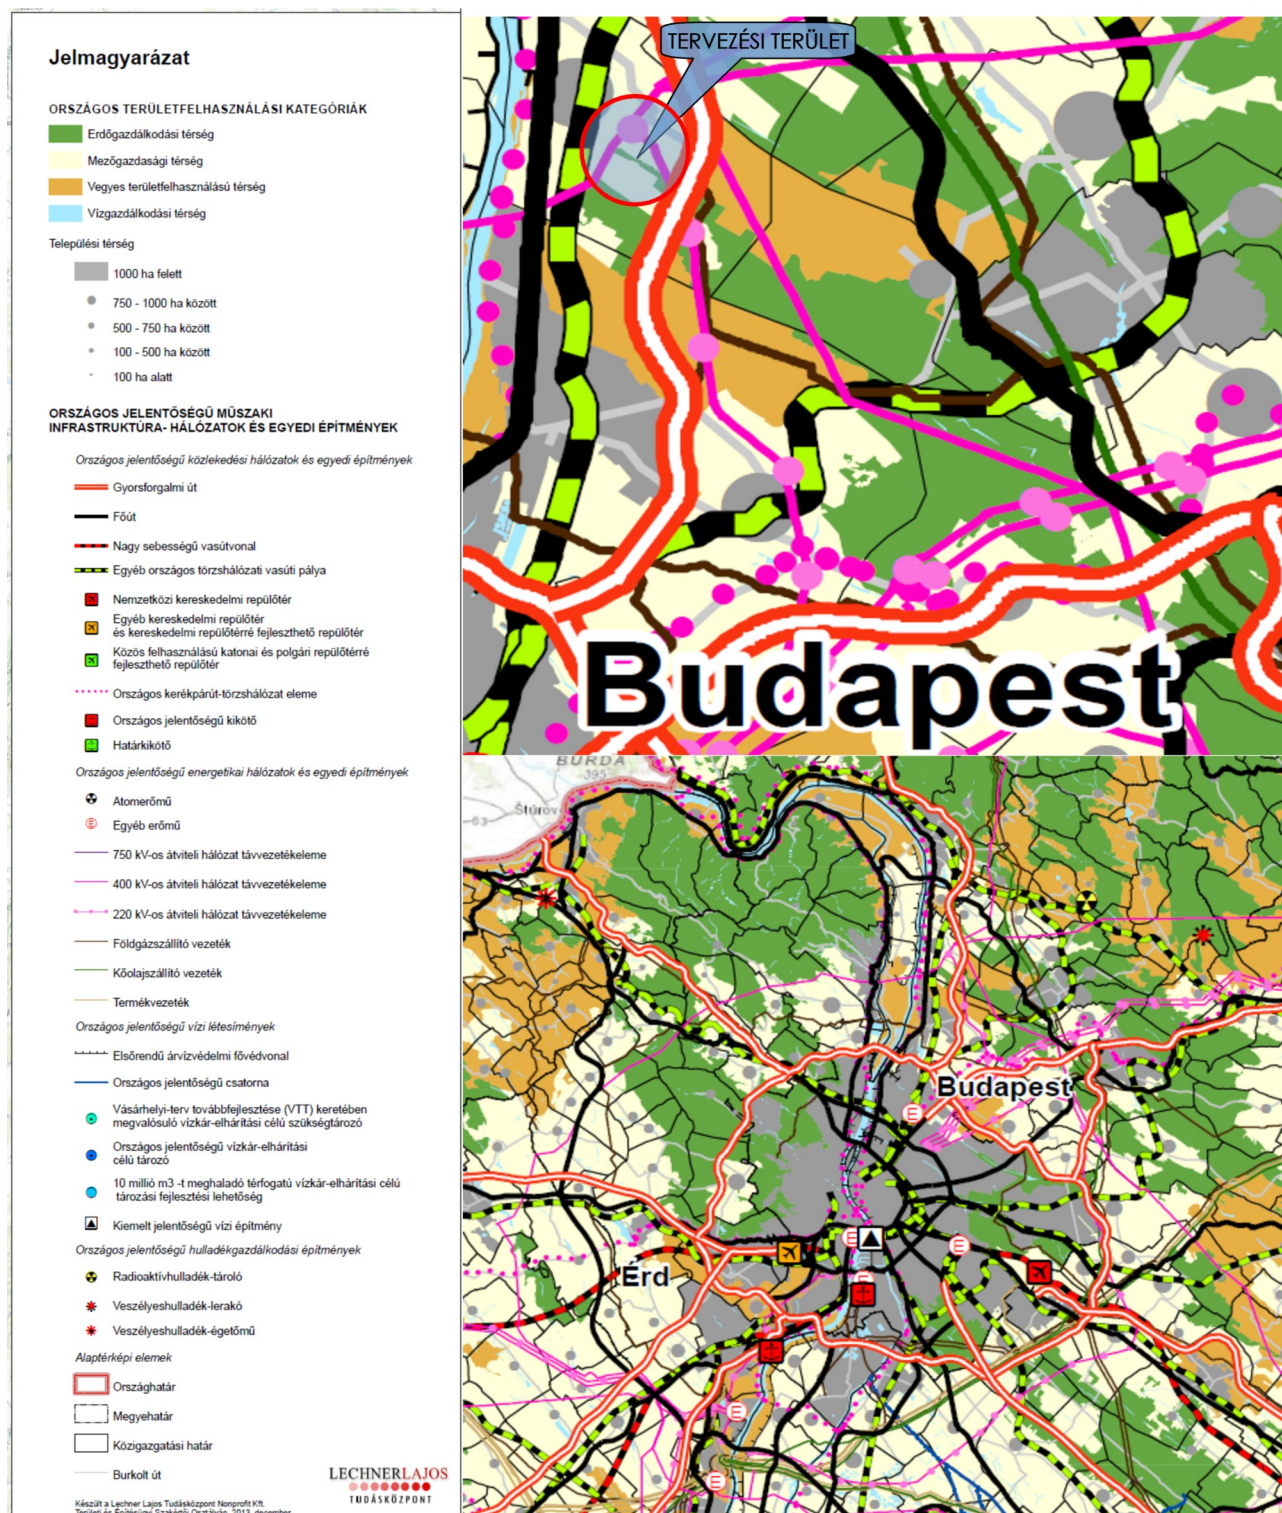 Jelmagyarázat
ORSZÁGOS TERÜLETFELHASZNÁLÁSI KATEGÓRIÁK
Erdőgazdálkodási térség
Mezőgazdasági térség
Vegyes területfelhasználású térség
Vízgazdálkodási térség
Települési térség
1000 ha felett
750 - 1000 ha között
500 - 750 ha között
100 - 500 ha között
100 ha alatt
ORSZÁGOS JELENTŐSÉGŰ MŰSZAKI
INFRASTRUKTÚRA- HÁLÓZATOK ÉS EGYEDI ÉPÍTMÉNYEK
Országos jelentőségű közlekedési hálózatok és egyedi építmények
Gyorsforgalmi út
Főút
Nagy sebességű vasútvonal
Egyéb országos törzshálózati vasúti pálya
Nemzetközi kereskedelmi repülőtér
Egyéb kereskedelmi repülőtér
és kereskedelmi repülőtérré fejleszthető repülőtér
Közös felhasználású katonai és polgári repülőtérré
fejleszthető repülőtér
Országos kerékpárút-törzshálózat eleme
Országos jelentőségű kikötő
Határkikötő
Országos jelentőségű energetikai hálózatok és egyedi építmények
Atomerőmű
Egyéb erőmű
750 kV-os átviteli hálózat távvezetékeleme
400 kV-os átviteli hálózat távvezetékeleme
220 kV-os átviteli hálózat távvezetékeleme
Földgázszállító vezeték
Kőolajszállító vezeték
Termékvezeték
Országos jelentőségű vízi létesítmények
Elsőrendű árvízvédelmi fővédvonal
Országos jelentőségű csatorna
Vásárhelyi-terv továbbfejlesztése (VTT) keretében
megvalósuló vízkár-elhárítási célú szükségtározó
Országos jelentőségű vízkár-elhárítási
célú tározó
10 millió m3 -t meghaladó térfogatú vízkár-elhárítási célú
tározási fejlesztési lehetőség
Kiemelt jelentőségű vízi építmény
Országos jelentőségű hulladékgazdálkodási építmények
Radioaktívhulladék-tároló
Veszélyeshulladék-lerakó
Veszélyeshulladék-égetőmű
Alaptérképi elemek
Országhatár
Megyehatár
Közigazgatási határ
Burkolt út
LECHNERLAJOS
TUDÁSKÖZPONT
Készült a Lechner Lajos Tudásközpont Nonprofit Kft.
Területi és Építésügyi Szakértői Osztályán, 2013. december
TERVEZÉSI TERÜLET
Budapest
BURDA
395
Štúrovo
63
Budapest
Érd